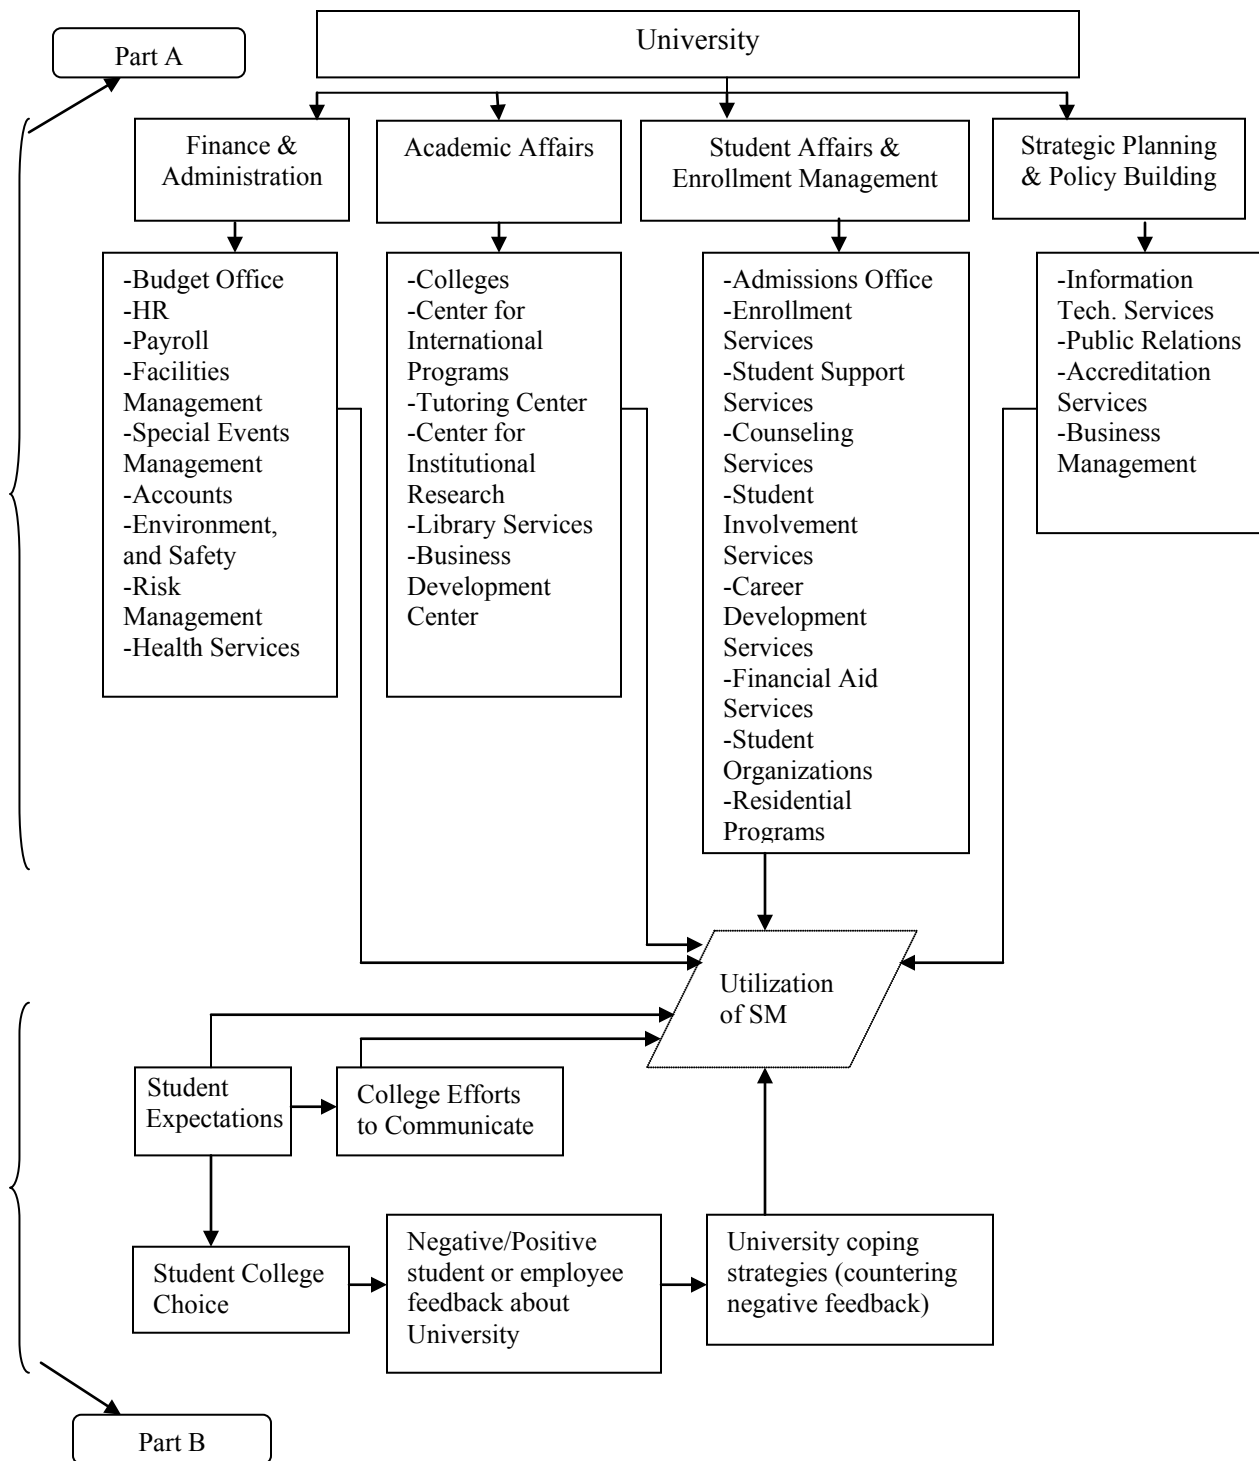 University
Part A
Finance &
Administration
Academic Affairs
Student Affairs &
Enrollment Management
Strategic Planning
& Policy Building
-Budget Office
-HR
-Payroll
-Facilities
Management
-Special Events
Management
-Accounts
-Environment,
and Safety
-Risk
Management
-Health Services
-Colleges
-Center for
International
Programs
-Tutoring Center
-Center for
Institutional
Research
-Library Services
-Business
Development
Center
-Admissions Office
-Enrollment
Services
-Student Support
Services
-Counseling
Services
-Student
Involvement
Services
-Career
Development
Services
-Financial Aid
Services
-Student
Organizations
-Residential
Programs
-Information
Tech. Services
-Public Relations
-Accreditation
Services
-Business
Management
Utilization
of SM
Student
Expectations
College Efforts
to Communicate
Student College
Choice
Negative/Positive
student or employee
feedback about
University
University coping
strategies (countering
negative feedback)
Part B